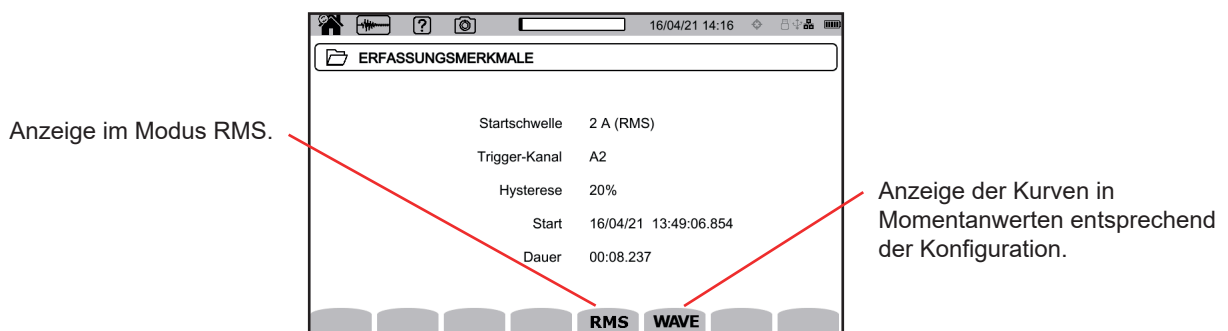 ?
16/04/21 14:16
ERFASSUNGSMERKMALE
Startschwelle 2 A (RMS)
Trigger-Kanal A2
Hysterese 20%
Start 16/04/21 13:49:06.854
Dauer 00:08.237
RMS WAVE
Anzeige im Modus RMS.
Anzeige der Kurven in
Momentanwerten entsprechend
der Konfiguration.